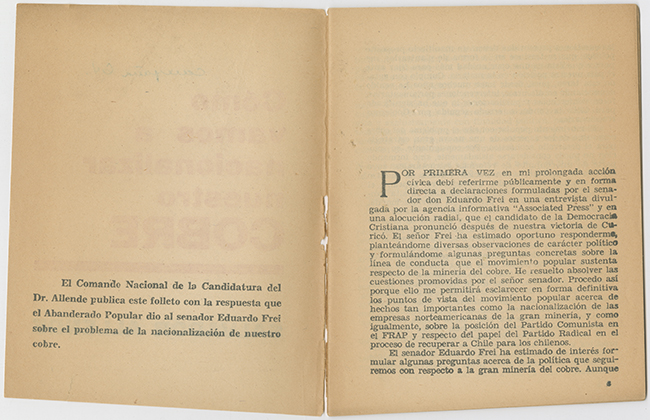 El Comando Nacional de la Candidatura del
Dr. Allende publica este folleto con la respuesta que
el Abanderado Popular dio al senador Eduardo Frei
sobre el problema de la nacionalización de nuestro
cobre.
POR PRIMERA VEZ en mi prolongada acción
cívica debí referirme públicamente y en forma
directa a declaraciones formuladas por el sena-
dor don Eduardo Frei en una entrevista divul-
gada por la agencia informativa "Associated Press" y en
una alocución radial, que el candidato de la Democracia
Cristiana pronunció después de nuestra victoria de Cu-
ricó. El señor Frei ha estimado oportuno responderme,
planteándome diversas observaciones de carácter político
y formulándome algunas preguntas concretas sobre la
línea de conducta que el movimiento popular sustenta
respecto de la minería del cobre. He resuelto absolver las
cuestiones promovidas por el señor senador. Procedo así
porque ello me permitirá esclarecer en forma definitiva
los puntos de vista del movimiento popular acerca de
hechos tan importantes como la nacionalización de las
empresas norteamericanas de la gran minería, y como
igualmente, sobre la posición del Partido Comunista en
el FRAP y respecto del papel del Partido Radical en el
proceso de recuperar a Chile para los chilenos.
El senador Eduardo Frei ha estimado de interés for-
mular algunas preguntas acerca de la política que segui-
remos con respecto a la gran minería del cobre. Aunque